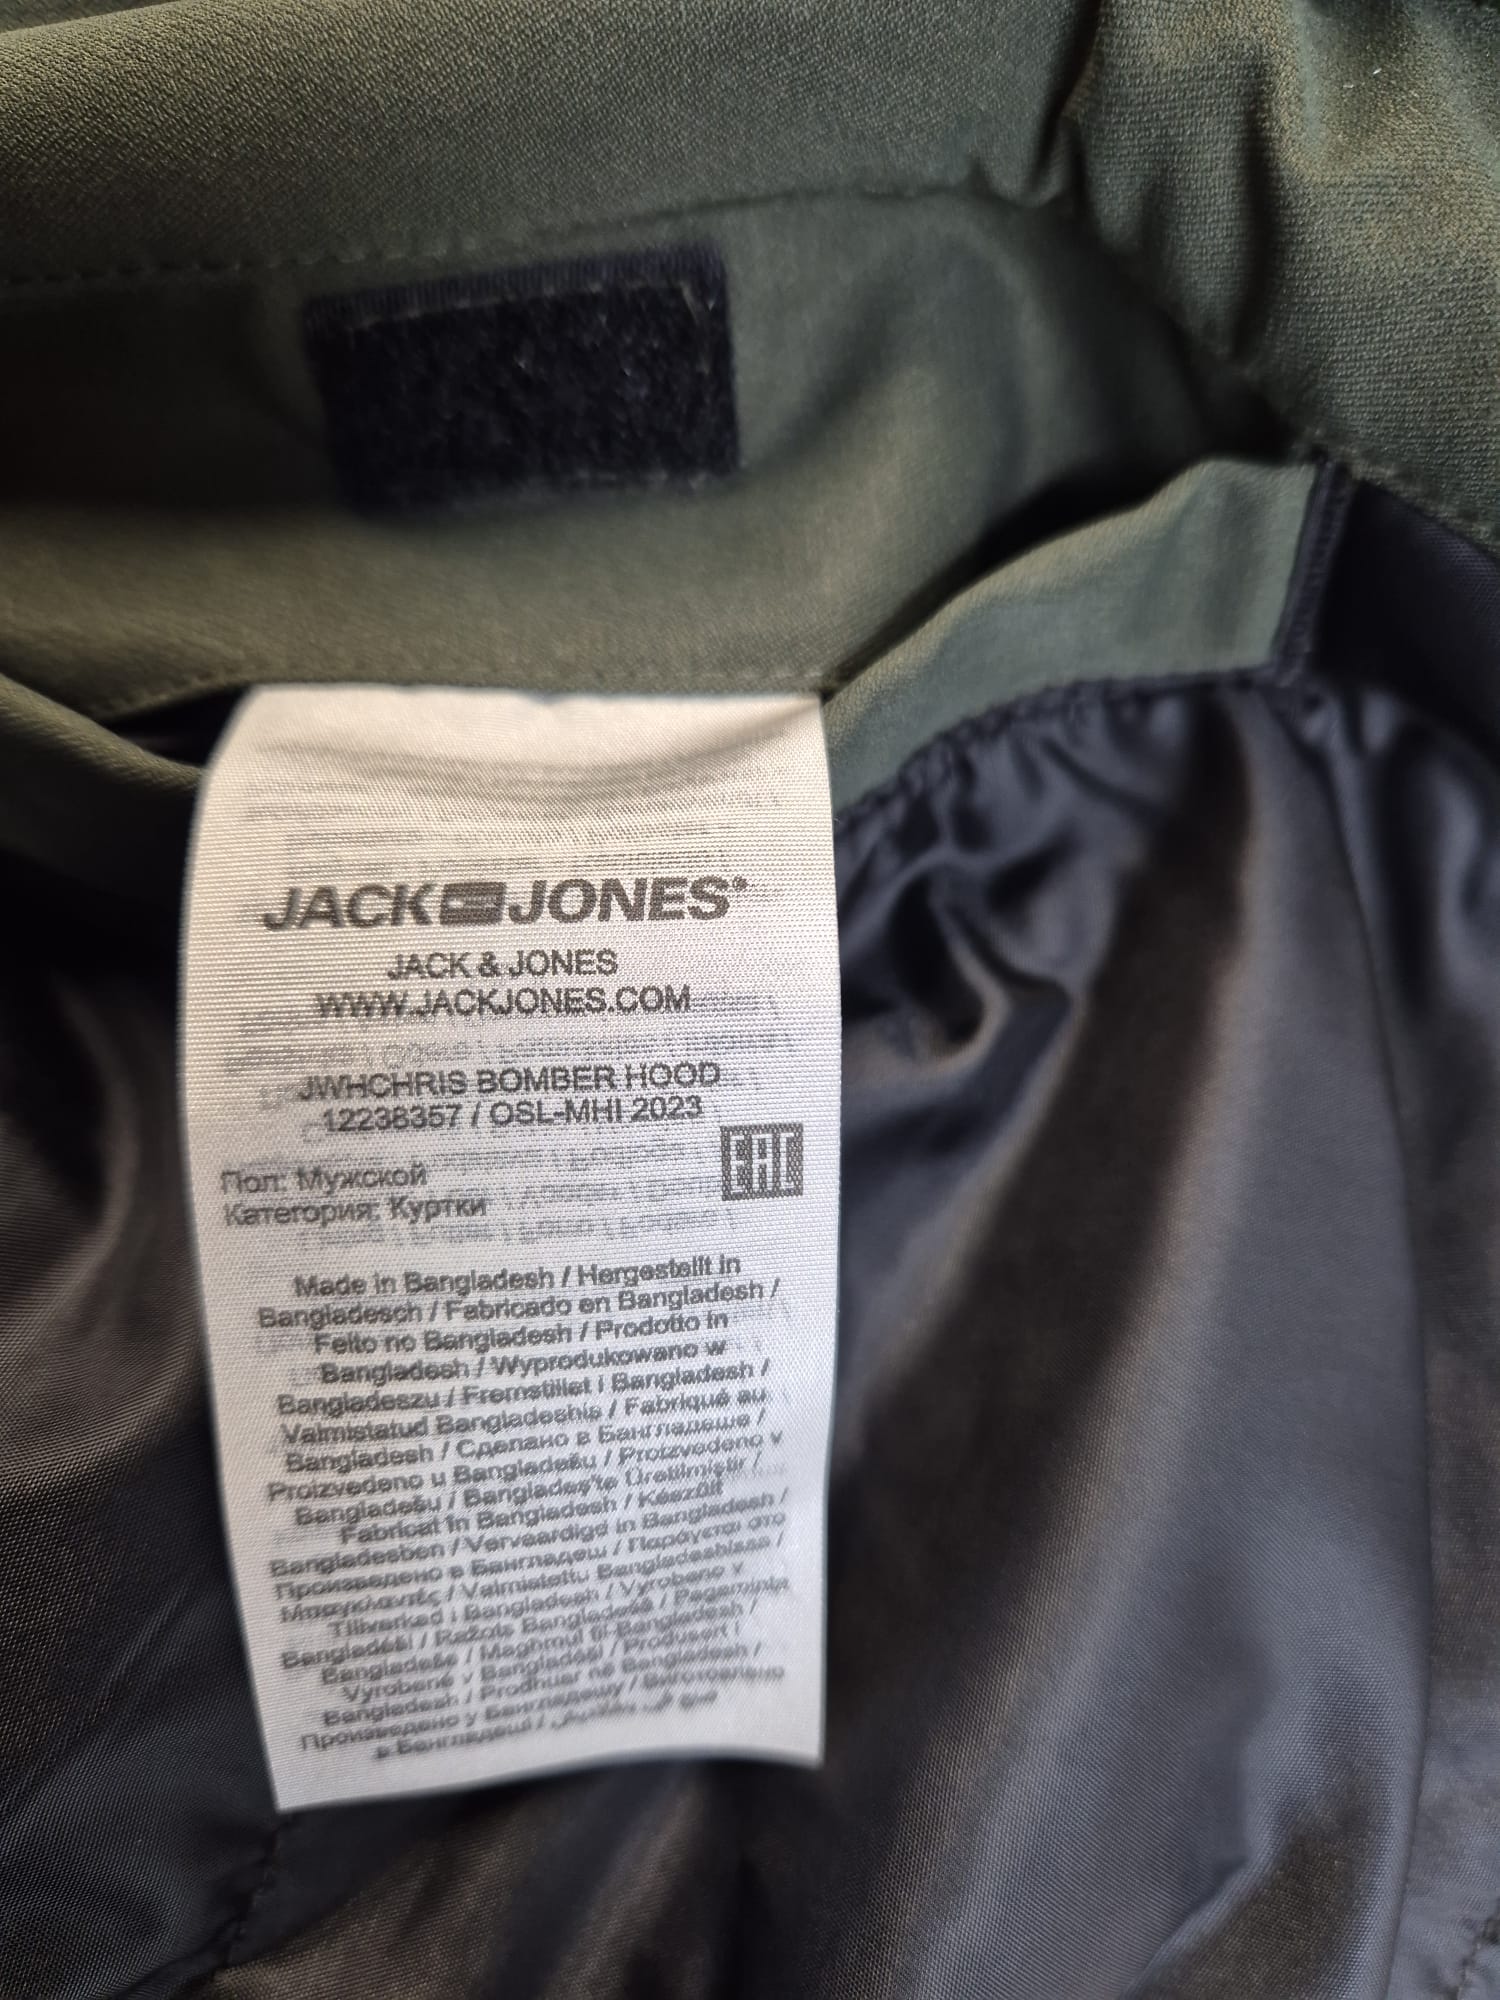 JACK JONES®
JACK & JONES
WWW.JACKJONES.COM
JWHCHRIS BOMBER HOOD
12238357 / OSL-MHI 2023
EAC
Пол: Мужской
Категория: Куртки
Made in Bangladesh / Hergestellt in
Bangladesch / Fabricado en Bangladesh /
Feito no Bangladesh / Prodotto in
Bangladesh / Wyprodukowano w
Bangladeszu / Fremstillet i Bangladesh /
Valmistatud Bangladeshis / Fabriqué au
Bangladesh / Сделано в Бангладеше /
Proizvedeno u Bangladešu / Proizvedeno v
Bangladešu / Bangladeş'te Üretilmiştir /
Fabricat în Bangladesh / Készült
Bangladesben / Vervaardigd in Bangladesh /
Произведено в Бангладеш / Παράγεται στο
Μπαγκλαντές / Valmistettu Bangladeshissa /
Tillverkad i Bangladesh / Vyrobeno v
Bangladéši / Ražots Bangladešā / Pagaminta
Bangladeše / Maghmul fil-Bangladesh /
Vyrobené v Bangladéši / Produsert i
Bangladesh / Prodhuar në Bangladesh /
Произведено у Бангладешу / Виготовлено
в Бангладеші /